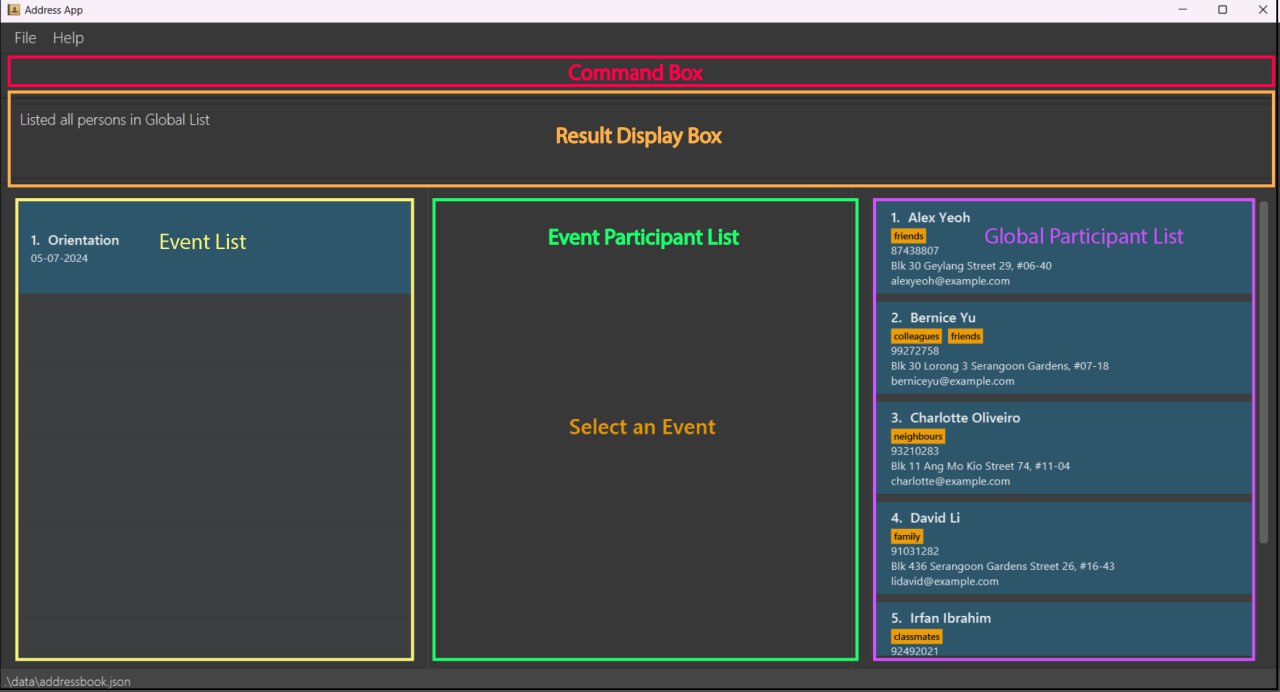 Address App
File Help
Command Box
Listed all persons in Global List
Result Display Box
1. Orientation
05-07-2024
Event List
Event Participant List
Select an Event
Global Participant List
1. Alex Yeoh
friends
87438807
Blk 30 Geylang Street 29, #06-40
alexyeoh@example.com
2. Bernice Yu
colleagues friends
99272758
Blk 30 Lorong 3 Serangoon Gardens, #07-18
berniceyu@example.com
3. Charlotte Oliveiro
neighbours
93210283
Blk 11 Ang Mo Kio Street 74, #11-04
charlotte@example.com
4. David Li
family
91031282
Blk 436 Serangoon Gardens Street 26, #16-43
lidavid@example.com
5. Irfan Ibrahim
classmates
92492021
.\data\addressbook.json